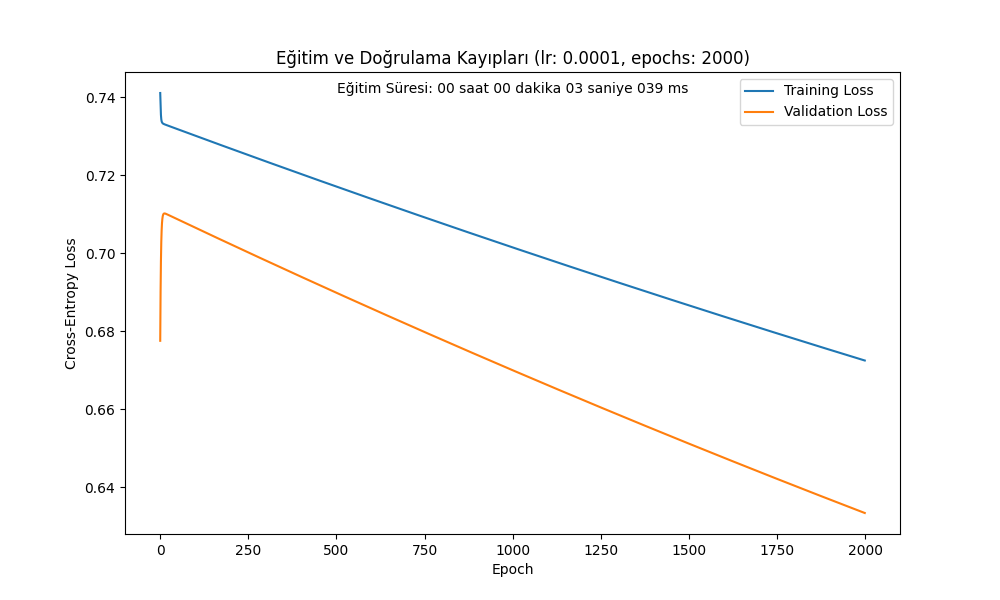 Eğitim ve Doğrulama Kayıpları (lr: 0.0001, epochs: 2000)
Eğitim Süresi: 00 saat 00 dakika 03 saniye 039 ms
Training Loss
Validation Loss
0.74
0.72
0.70
0.68
0.66
0.64
Cross-Entropy Loss
0 250 500 750 1000 1250 1500 1750 2000
Epoch